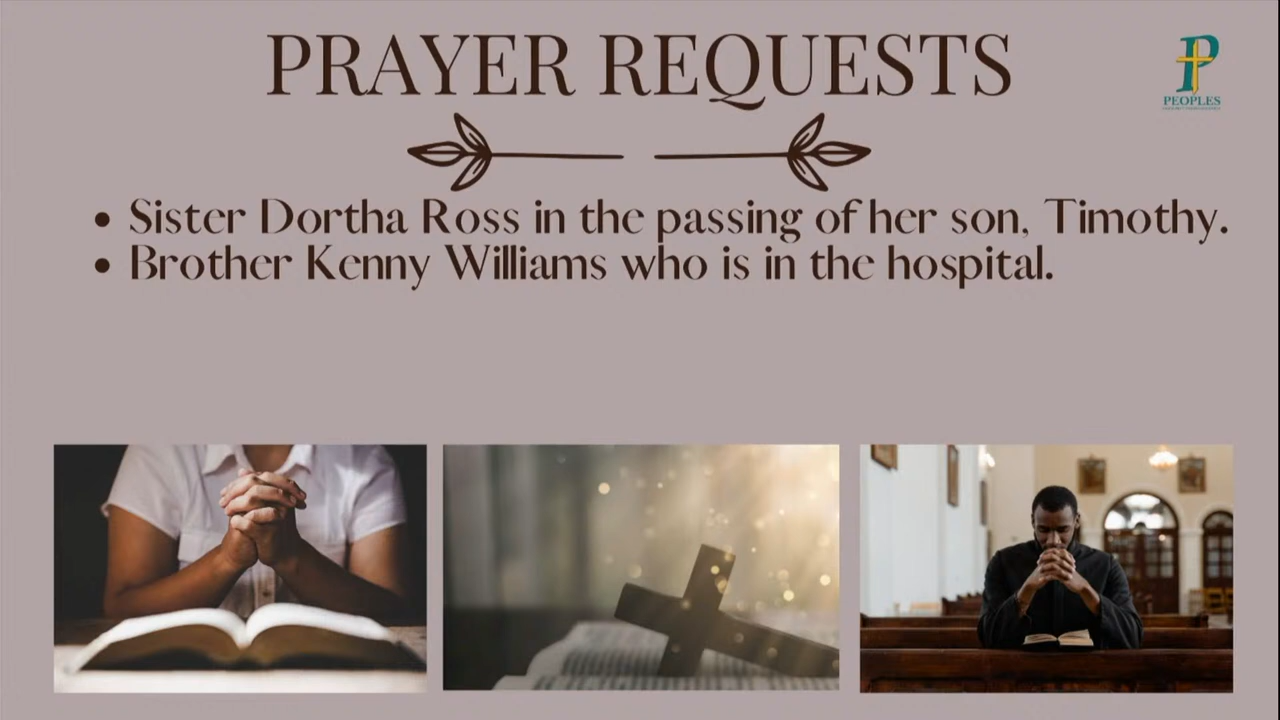 PRAYER REQUESTS
PEOPLES
• Sister Dortha Ross in the passing of her son, Timothy.
• Brother Kenny Williams who is in the hospital.